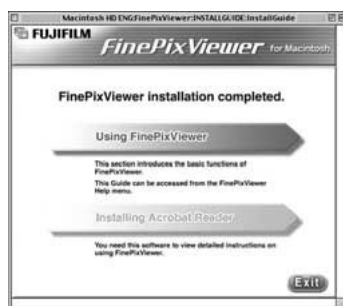 Macintosh HD ENG:FinePixViewer:INSTALLGUIDE:InstallGuide
FUJIFILM
FinePixViewer for Macintosh
FinePixViewer installation completed.
Using FinePixViewer
This section introduces the basic functions of
FinePixViewer.
This Guide can be accessed from the FinePixViewer
Help menu.
Installing Acrobat Reader
You need this software to view detailed instructions on
using FinePixViewer.
Exit